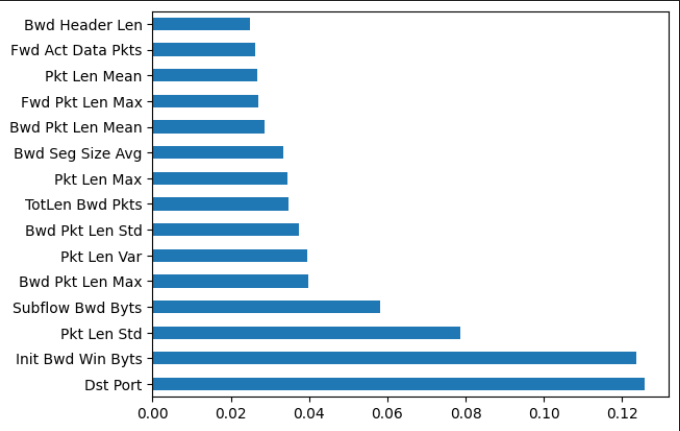 Bwd Header Len
Fwd Act Data Pkts
Pkt Len Mean
Fwd Pkt Len Max
Bwd Pkt Len Mean
Bwd Seg Size Avg
Pkt Len Max
TotLen Bwd Pkts
Bwd Pkt Len Std
Pkt Len Var
Bwd Pkt Len Max
Subflow Bwd Byts
Pkt Len Std
Init Bwd Win Byts
Dst Port
0.00 0.02 0.04 0.06 0.08 0.10 0.12